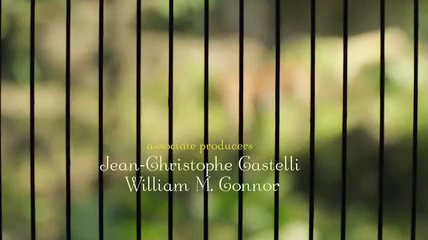 associate producers
Jean-Christophe Castelli
William M. Connor